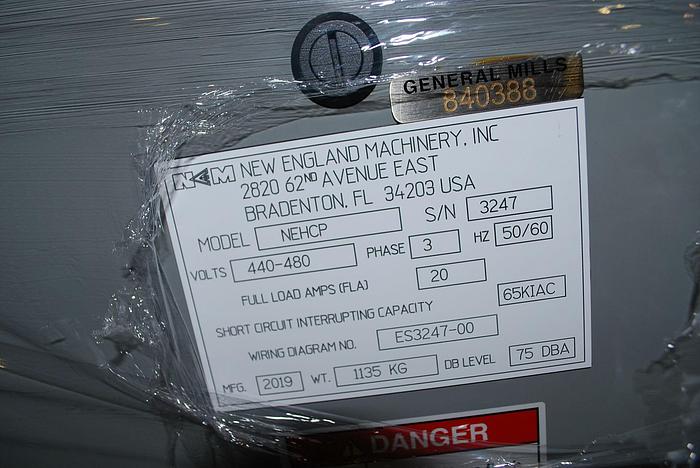 GENERAL MILLS
840388
NEM NEW ENGLAND MACHINERY, INC
2820 62ND AVENUE EAST
BRADENTON, FL 34203 USA
MODEL NEHCP S/N 3247
VOLTS 440-480 PHASE 3 HZ 50/60
FULL LOAD AMPS (FLA) 20
SHORT CIRCUIT INTERRUPTING CAPACITY 65KIAC
WIRING DIAGRAM NO. ES3247-00
MFG. 2019 WT. 1135 KG DB LEVEL 75 DBA
DANGER